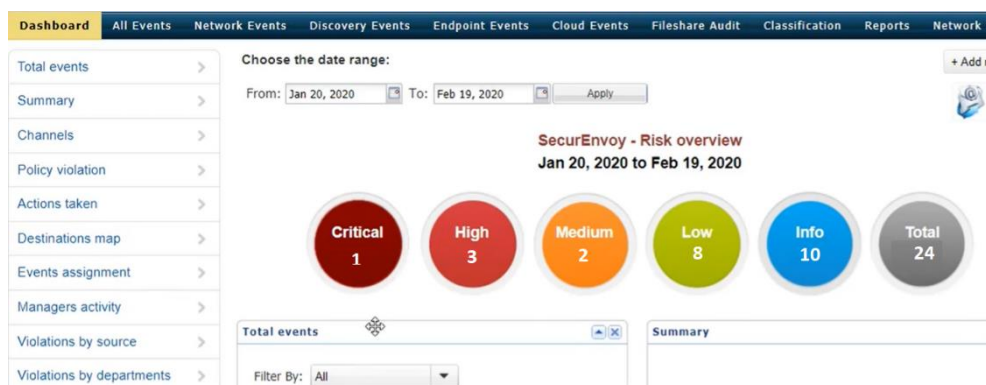 Dashboard All Events Network Events Discovery Events Endpoint Events Cloud Events Fileshare Audit Classification Reports Network
Total events
Summary
Channels
Policy violation
Actions taken
Destinations map
Events assignment
Managers activity
Violations by source
Violations by departments
Choose the date range:
+ Add
From: Jan 20, 2020 To: Feb 19, 2020 Apply
SecurEnvoy - Risk overview
Jan 20, 2020 to Feb 19, 2020
Critical High Medium Low Info Total
1 3 2 8 10 24
Total events Summary
Filter By: All